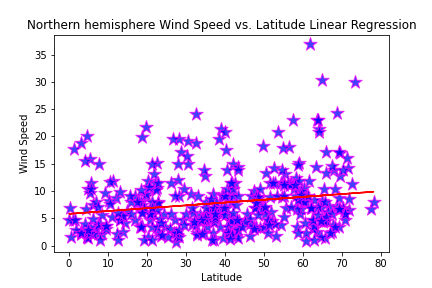 Northern hemisphere Wind Speed vs. Latitude Linear Regression
35
30
25
20
15
10
5
0
Wind Speed
0 10 20 30 40 50 60 70 80
Latitude